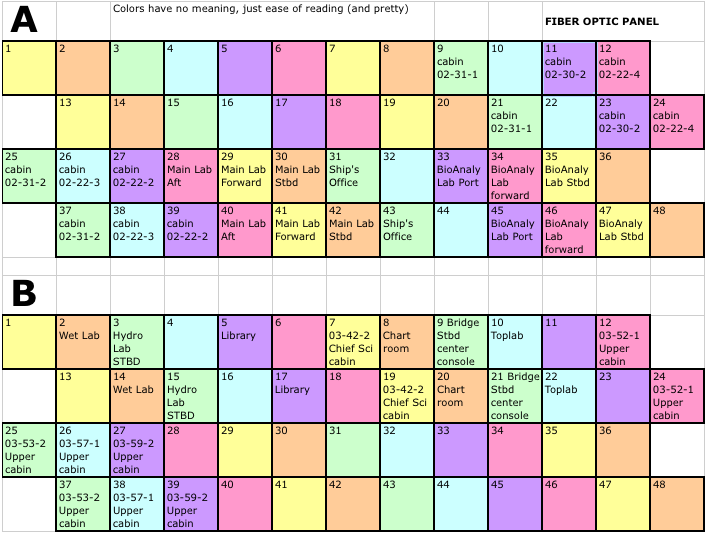 A
Colors have no meaning, just ease of reading (and pretty)
FIBER OPTIC PANEL
1
2
3
4
5
6
7
8
9
cabin
02-31-1
10
11
cabin
02-30-2
12
cabin
02-22-4
13
14
15
16
17
18
19
20
21
cabin
02-31-1
22
23
cabin
02-30-2
24
cabin
02-22-4
25
cabin
02-31-2
26
cabin
02-22-3
27
cabin
02-22-2
28
Main Lab
Aft
29
Main Lab
Forward
30
Main Lab
Stbd
31
Ship's
Office
32
33
BioAnaly
Lab Port
34
BioAnaly
Lab
forward
35
BioAnaly
Lab Stbd
36
37
cabin
02-31-2
38
cabin
02-22-3
39
cabin
02-22-2
40
Main Lab
Aft
41
Main Lab
Forward
42
Main Lab
Stbd
43
Ship's
Office
44
45
BioAnaly
Lab Port
46
BioAnaly
Lab
forward
47
BioAnaly
Lab Stbd
48
B
1
2
Wet Lab
3
Hydro
Lab
STBD
4
5
Library
6
7
03-42-2
Chief Sci
cabin
8
Chart
room
9 Bridge
Stbd
center
console
10
Toplab
11
12
03-52-1
Upper
cabin
13
14
Wet Lab
15
Hydro
Lab
STBD
16
17
Library
18
19
03-42-2
Chief Sci
cabin
20
Chart
room
21 Bridge
Stbd
center
console
22
Toplab
23
24
03-52-1
Upper
cabin
25
03-53-2
Upper
cabin
26
03-57-1
Upper
cabin
27
03-59-2
Upper
cabin
28
29
30
31
32
33
34
35
36
37
03-53-2
Upper
cabin
38
03-57-1
Upper
cabin
39
03-59-2
Upper
cabin
40
41
42
43
44
45
46
47
48